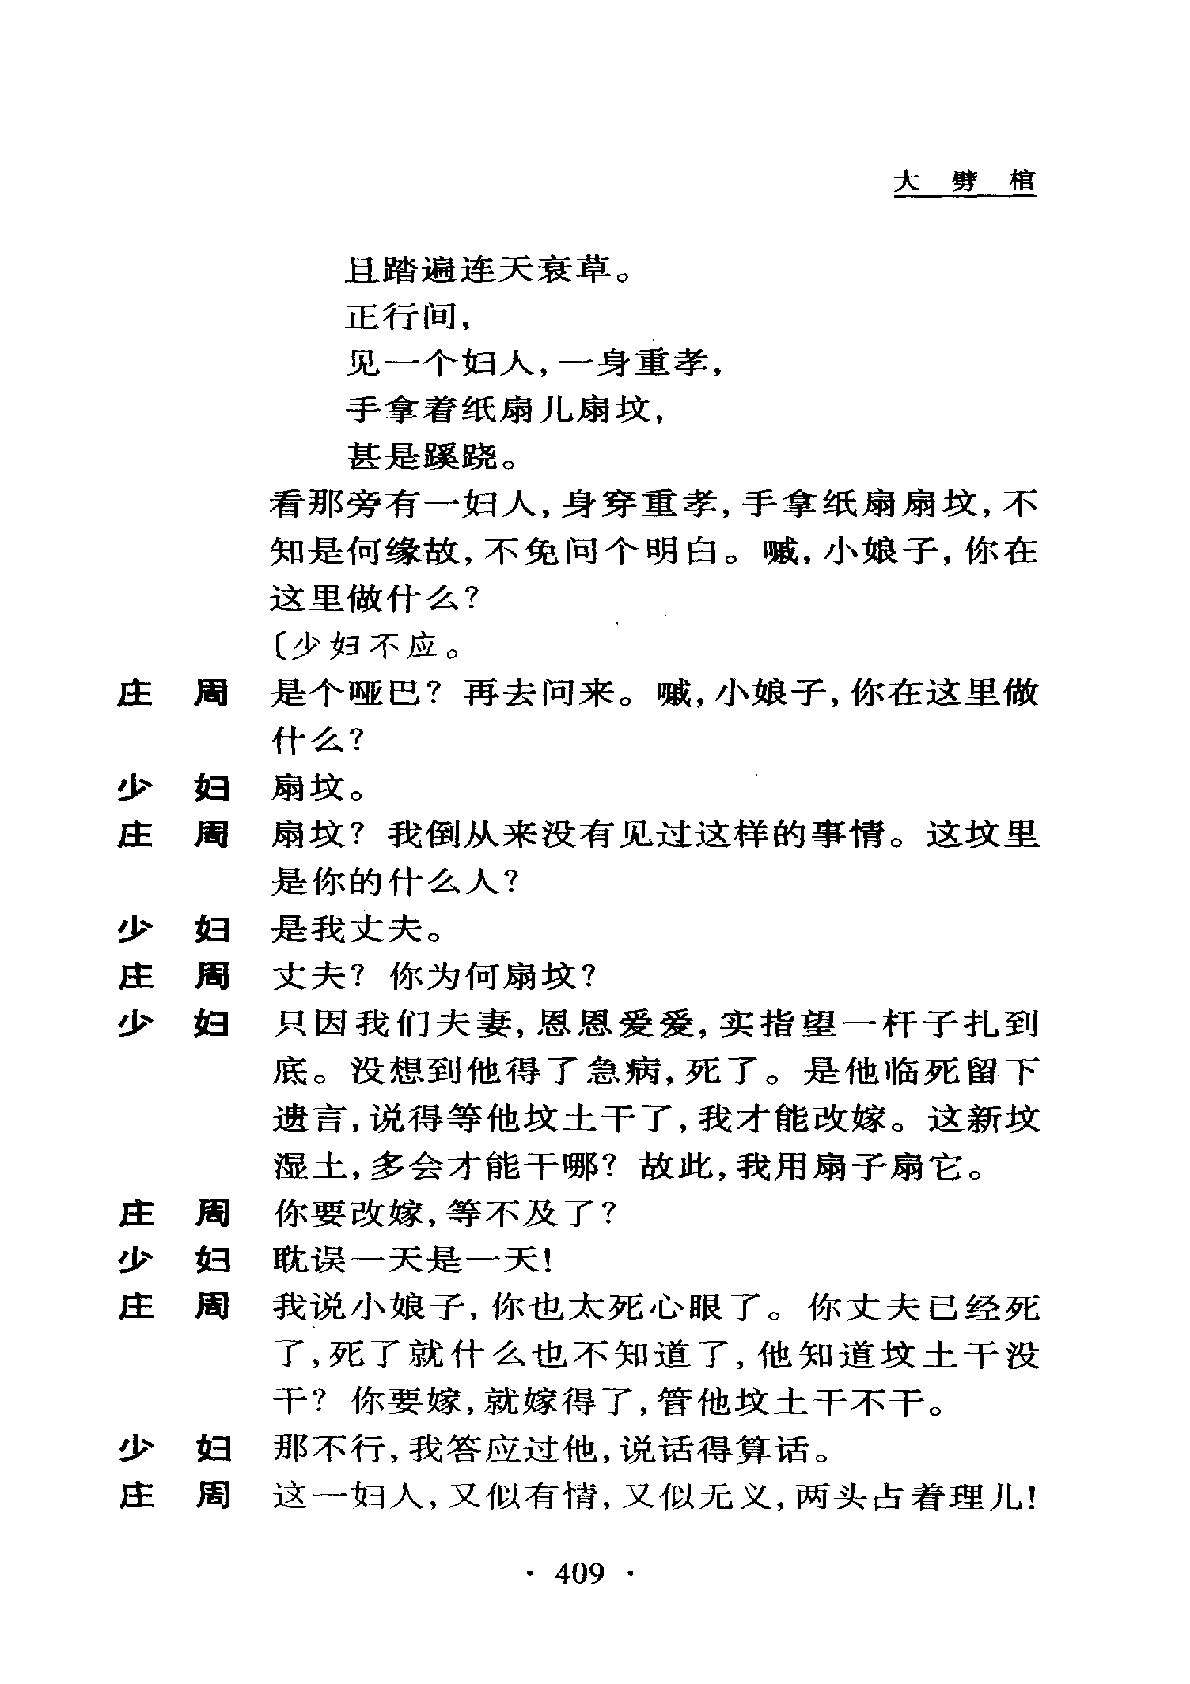 大劈棺
且踏遍连天衰草。
正行间，
见一个妇人，一身重孝，
手拿着纸扇儿扇坟，
甚是蹊跷。
看那旁有一妇人，身穿重孝，手拿纸扇扇坟，不
知是何缘故，不免问个明白。喊，小娘子，你在
这里做什么？
〔少妇不应。
庄周 是个哑巴？再去问来。喊，小娘子，你在这里做
什么？
少妇 扇坟。
庄周 扇坟？我倒从来没有见过这样的事情。这坟里
是你的什么人？
少妇 是我丈夫。
庄周 丈夫？你为何扇坟？
少妇 只因我们夫妻，恩恩爱爱，实指望一杆子扎到
底。没想到他得了急病，死了。是他临死留下
遗言，说得等他坟土干了，我才能改嫁。这新坟
湿土，多会才能干哪？故此，我用扇子扇它。
庄周 你要改嫁，等不及了？
少妇 耽误一天是一天！
庄周 我说小娘子，你也太死心眼了。你丈夫已经死
了，死了就什么也不知道了，他知道坟土干没
干？你要嫁，就嫁得了，管他坟土干不干。
少妇 那不行，我答应过他，说话得算话。
庄周 这一妇人，又似有情，又似无义，两头占着理儿！
· 409 ·